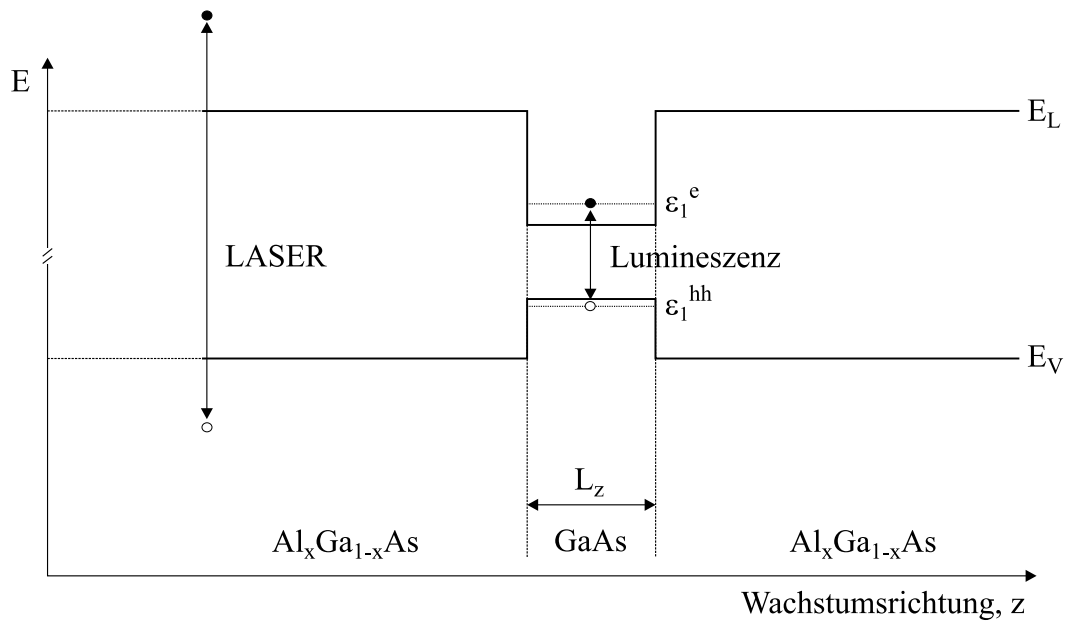 E
E_L
ε_1^e
LASER
Lumineszenz
ε_1^hh
E_V
L_z
Al_xGa_1-xAs
GaAs
Al_xGa_1-xAs
Wachstumsrichtung, z